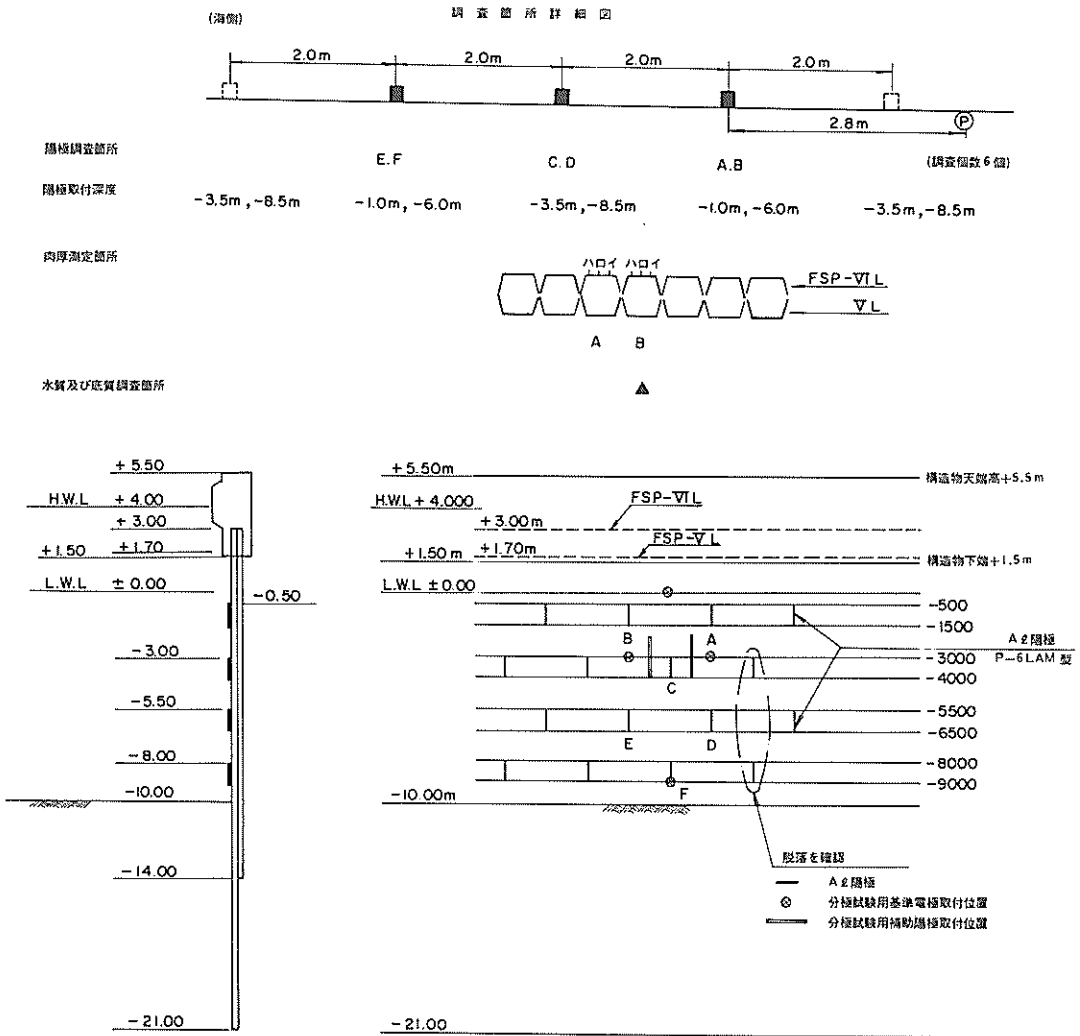 調査箇所詳細図
(海側)
2.0m 2.0m 2.0m 2.0m
2.8m
P
陽極調査箇所 E.F C.D A.B (調査個数6個)
陽極取付深度 -3.5m,-8.5m -1.0m,-6.0m -3.5m,-8.5m -1.0m,-6.0m -3.5m,-8.5m
肉厚測定箇所
ハロイ ハロイ
FSP-VIL
VL
A B
水質及び底質調査箇所
+5.50
H.W.L +4.00
+3.00
+1.50 +1.70
L.W.L ±0.00
-0.50
-3.00
-5.50
-8.00
-10.00
-14.00
-21.00
+5.50m 構造物天端高+5.5m
H.W.L +4.000 FSP-VIL
+3.00m
FSP-VL
+1.50m +1.70m 構造物下端+1.5m
L.W.L ±0.00
-500
-1500
B A Aℓ陽極
-3000 P-6LAM型
-4000
C
-5500
-6500
E D
-8000
-9000
F
-10.00m
脱落を確認
Aℓ陽極
分極試験用基準電極取付位置
分極試験用補助陽極取付位置
-21.00